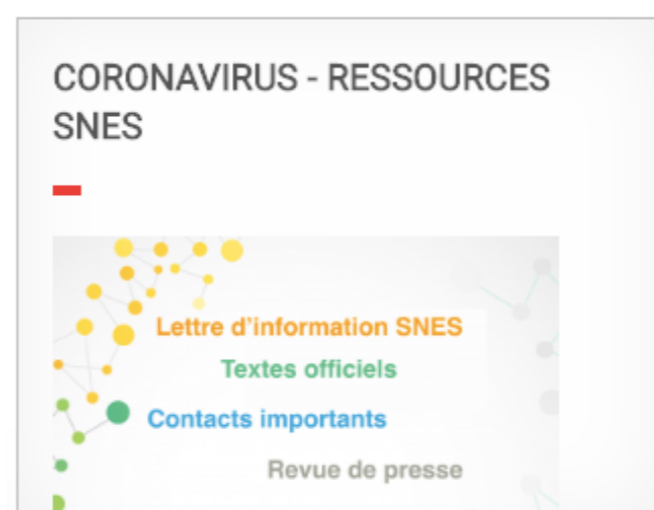 CORONAVIRUS - RESSOURCES
SNES
Lettre d'information SNES
Textes officiels
Contacts importants
Revue de presse